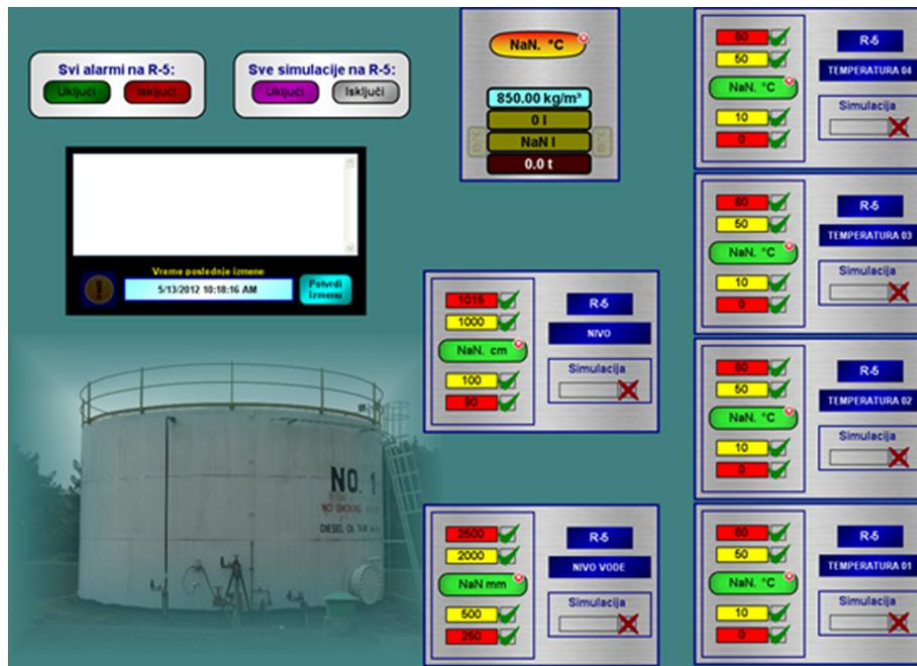 Svi alarmi na R-5:
Uključi
Isključi
Sve simulacije na R-5:
Uključi
Isključi
Vreme poslednje izmene
5/13/2012 10:18:16 AM
Potvrdi
izmenu
NO. 1
NO SMOKING
DIESEL OIL
NaN. °C
850.00 kg/m³
0 l
NaN l
0.0 t
1015
1000
NaN. cm
100
90
R-5
NIVO
Simulacija
2500
2000
NaN mm
500
250
R-5
NIVO VODE
Simulacija
60
50
NaN. °C
10
0
R-5
TEMPERATURA 04
Simulacija
60
50
NaN. °C
10
0
R-5
TEMPERATURA 03
Simulacija
60
50
NaN. °C
10
0
R-5
TEMPERATURA 02
Simulacija
60
50
NaN. °C
10
0
R-5
TEMPERATURA 01
Simulacija